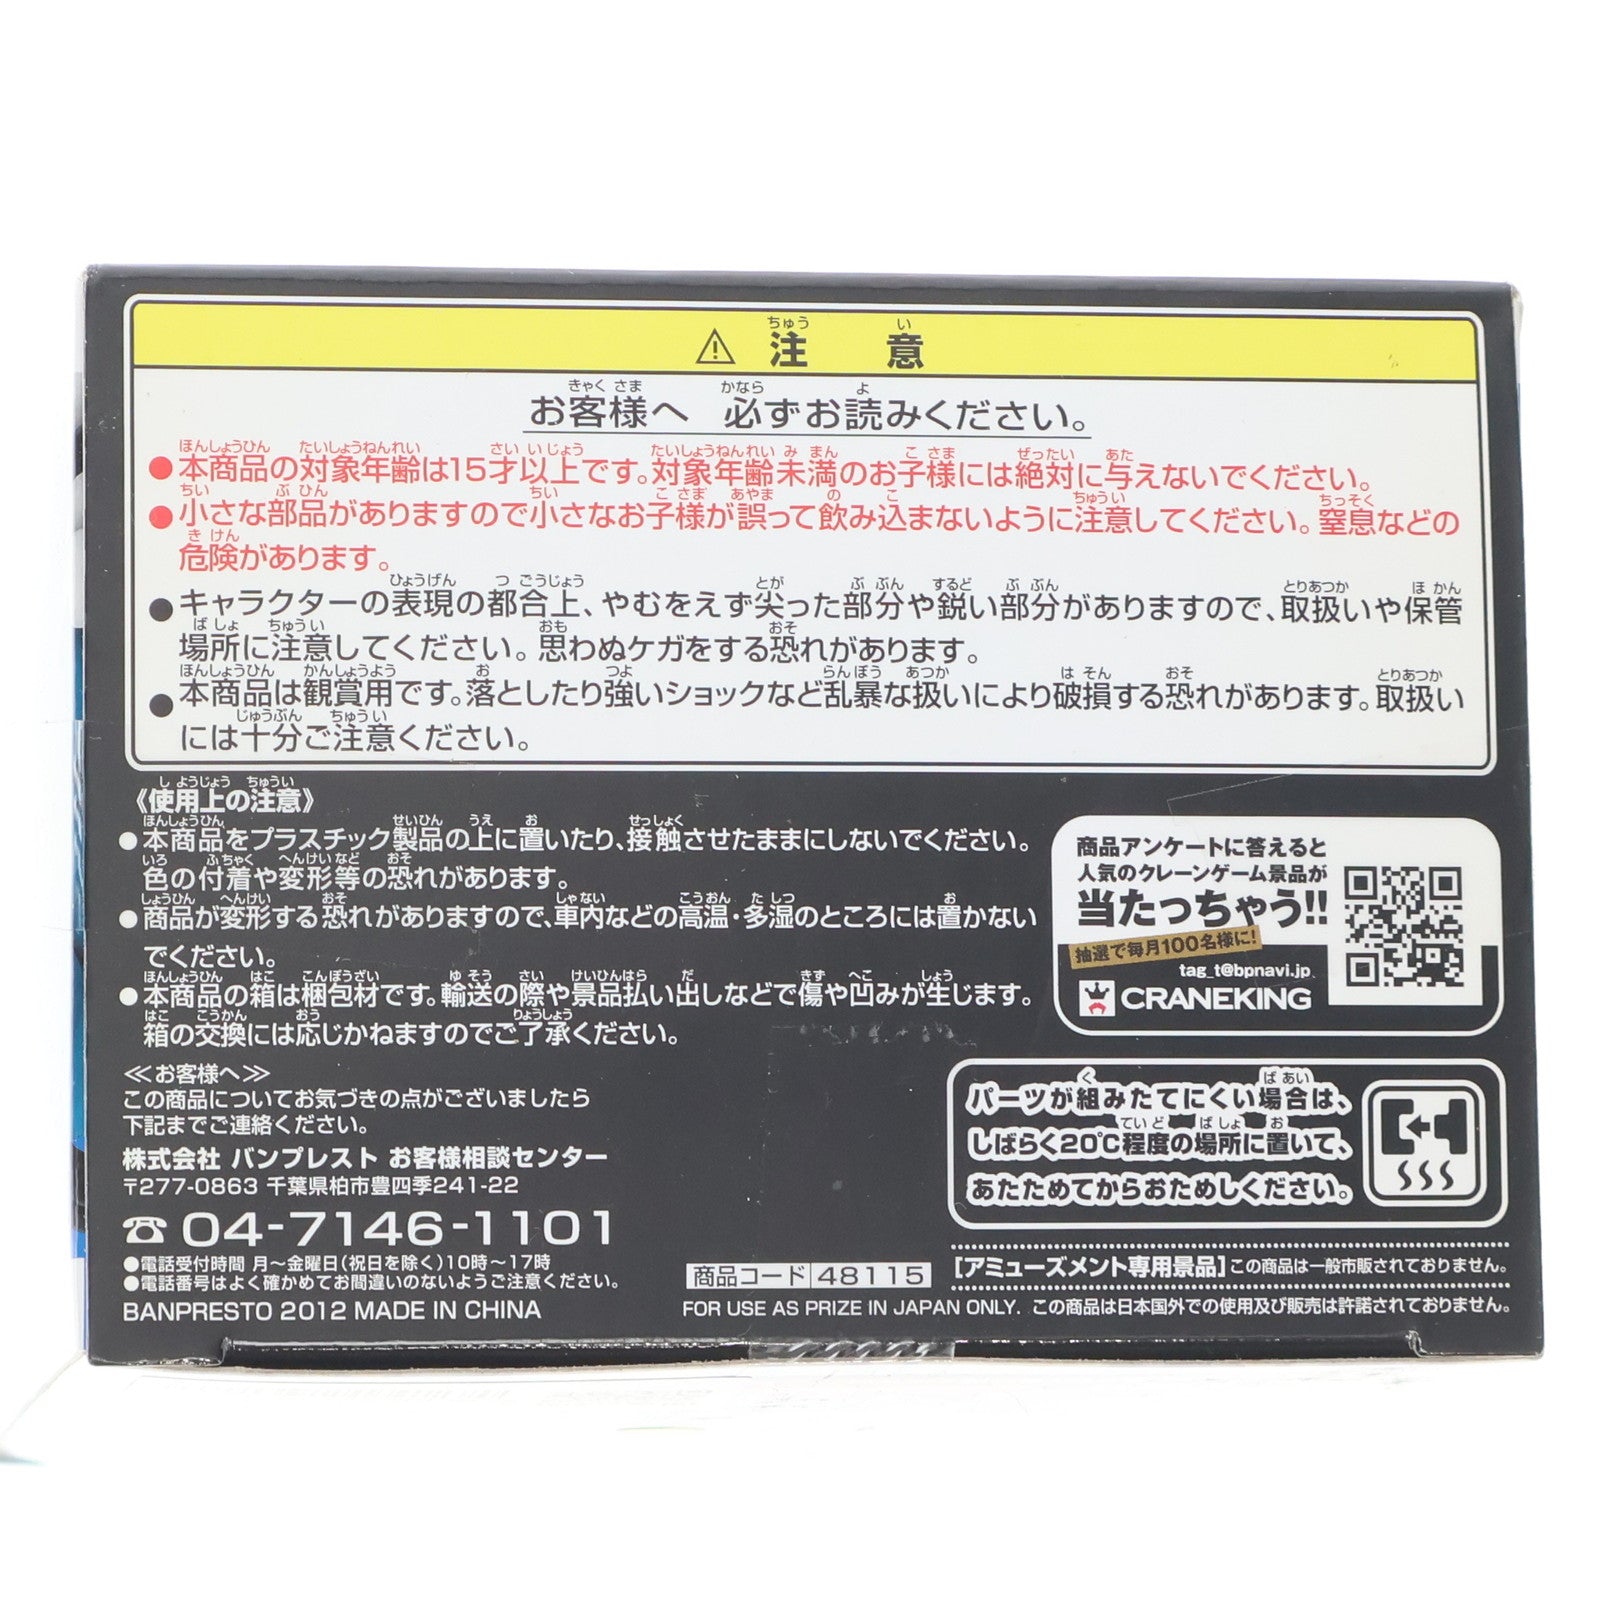 ⚠ 注意
お客様へ 必ずお読みください。
●本商品の対象年齢は15才以上です。対象年齢未満のお子様には絶対に与えないでください。
●小さな部品がありますので小さなお子様が誤って飲み込まないように注意してください。窒息などの
危険があります。
●キャラクターの表現の都合上、やむをえず尖った部分や鋭い部分がありますので、取扱いや保管
場所に注意してください。思わぬケガをする恐れがあります。
●本商品は観賞用です。落としたり強いショックなど乱暴な扱いにより破損する恐れがあります。取扱い
には十分ご注意ください。
《使用上の注意》
●本商品をプラスチック製品の上に置いたり、接触させたままにしないでください。
色の付着や変形等の恐れがあります。
●商品が変形する恐れがありますので、車内などの高温・多湿のところには置かない
でください。
●本商品の箱は梱包材です。輸送の際や景品払い出しなどで傷や凹みが生じます。
箱の交換には応じかねますのでご了承ください。
≪お客様へ≫
この商品についてお気づきの点がございましたら
下記までご連絡ください。
株式会社 バンプレスト お客様相談センター
〒277-0863 千葉県柏市豊四季241-22
☎04-7146-1101
●電話受付時間 月～金曜日(祝日を除く)10時～17時
●電話番号はよく確かめてお間違いのないようご注意ください。
BANPRESTO 2012 MADE IN CHINA
商品アンケートに答えると
人気のクレーンゲーム景品が
当たっちゃう!!
抽選で毎月100名様に!
tag_t@bpnavi.jp
CRANEKING
パーツが組みたてにくい場合は、
しばらく20℃程度の場所に置いて、
あたためてからおためしください。
商品コード 48115
[アミューズメント専用景品]この商品は一般市販されておりません。
FOR USE AS PRIZE IN JAPAN ONLY. この商品は日本国外での使用及び販売は許諾されておりません。